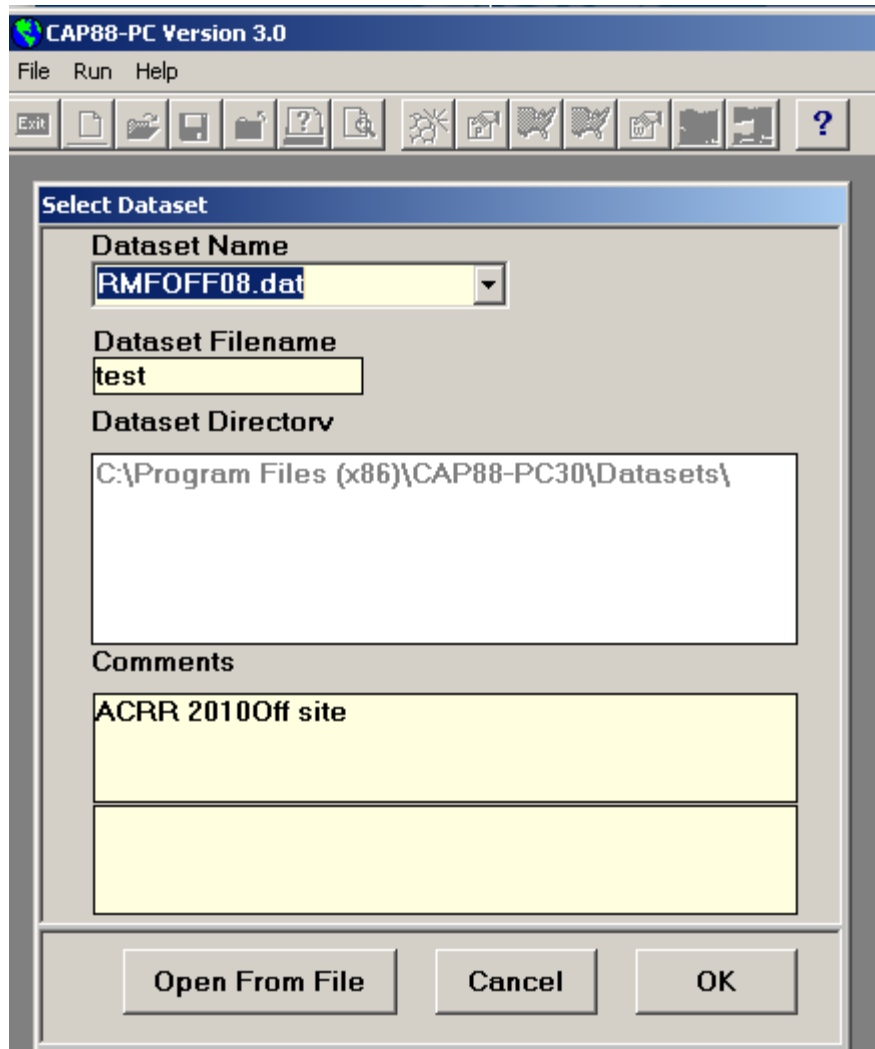 CAP88-PC Version 3.0
File Run Help
Exit ?
Select Dataset
Dataset Name
RMFOFF08.dat
Dataset Filename
test
Dataset Directory
C:\Program Files (x86)\CAP88-PC30\Datasets\
Comments
ACRR 2010Off site
Open From File Cancel OK